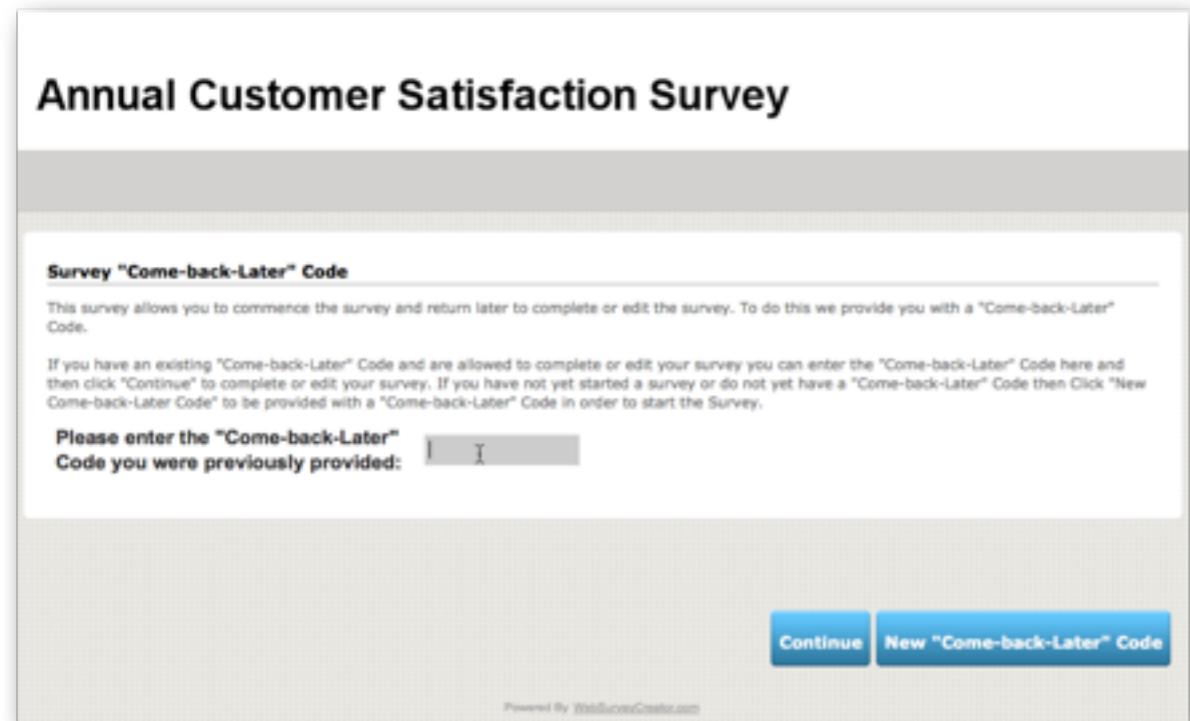 Annual Customer Satisfaction Survey
Survey "Come-back-Later" Code
This survey allows you to commence the survey and return later to complete or edit the survey. To do this we provide you with a "Come-back-Later"
Code.
If you have an existing "Come-back-Later" Code and are allowed to complete or edit your survey you can enter the "Come-back-Later" Code here and
then click "Continue" to complete or edit your survey. If you have not yet started a survey or do not yet have a "Come-back-Later" Code then Click "New
Come-back-Later Code" to be provided with a "Come-back-Later" Code in order to start the Survey.
Please enter the "Come-back-Later"
Code you were previously provided:
Continue New "Come-back-Later" Code
Powered By WebSurveyCreator.com